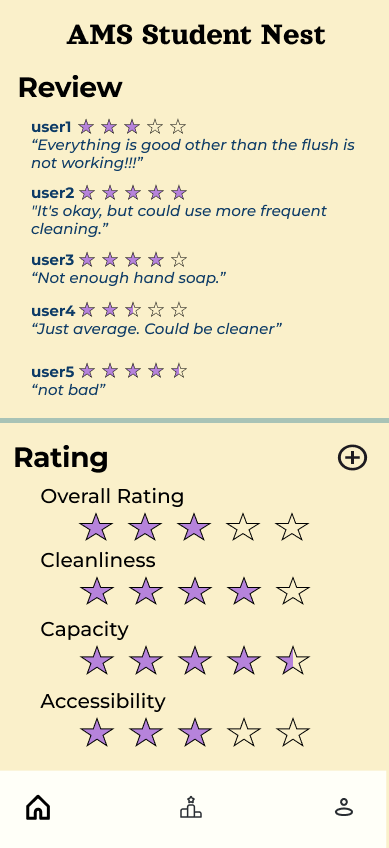 AMS Student Nest
Review
user1
“Everything is good other than the flush is
not working!!!”
user2
"It's okay, but could use more frequent
cleaning.”
user3
“Not enough hand soap.”
user4
“Just average. Could be cleaner”
user5
“not bad”
Rating
Overall Rating
Cleanliness
Capacity
Accessibility